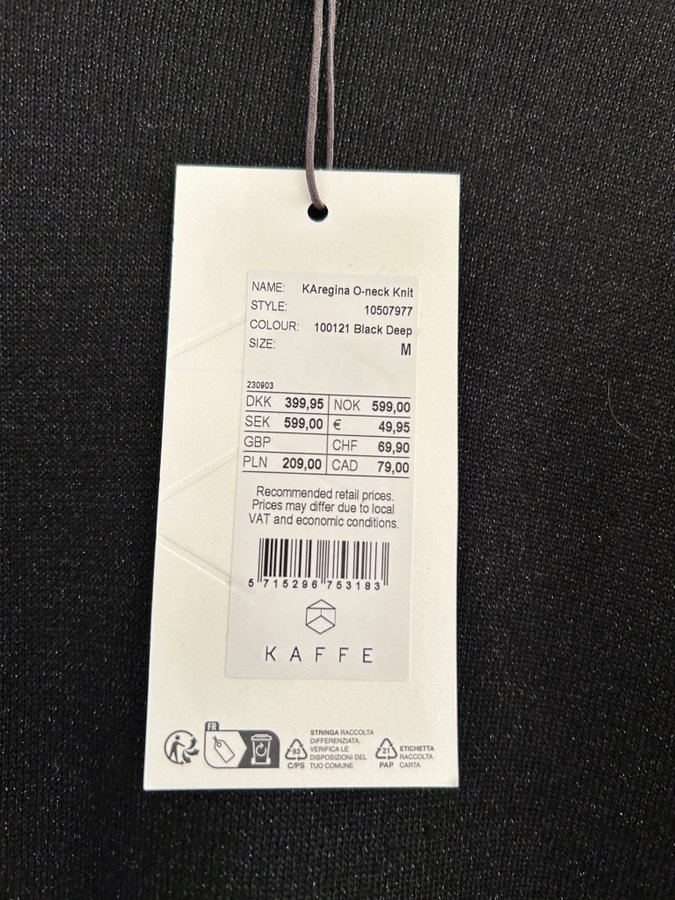 NAME: KAregina O-neck Knit
STYLE: 10507977
COLOUR: 100121 Black Deep
SIZE: M
230903
DKK 399,95 NOK 599,00
SEK 599,00 € 49,95
GBP CHF 69,90
PLN 209,00 CAD 79,00
Recommended retail prices.
Prices may differ due to local
VAT and economic conditions.
5 715296 753183
KAFFE
FR
STRINGA RACCOLTA
DIFFERENZIATA.
VERIFICA LE
DISPOSIZIONI DEL
TUO COMUNE
93
C/PS
21
PAP
ETICHETTA
RACCOLTA
CARTA